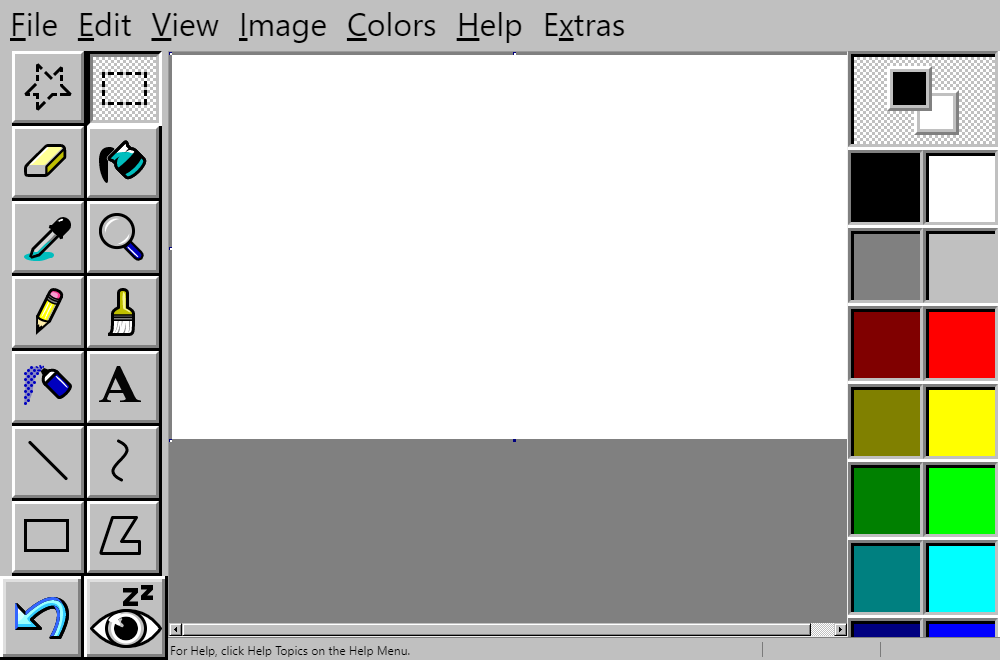 File Edit View Image Colors Help Extras
A
zz
For Help, click Help Topics on the Help Menu.